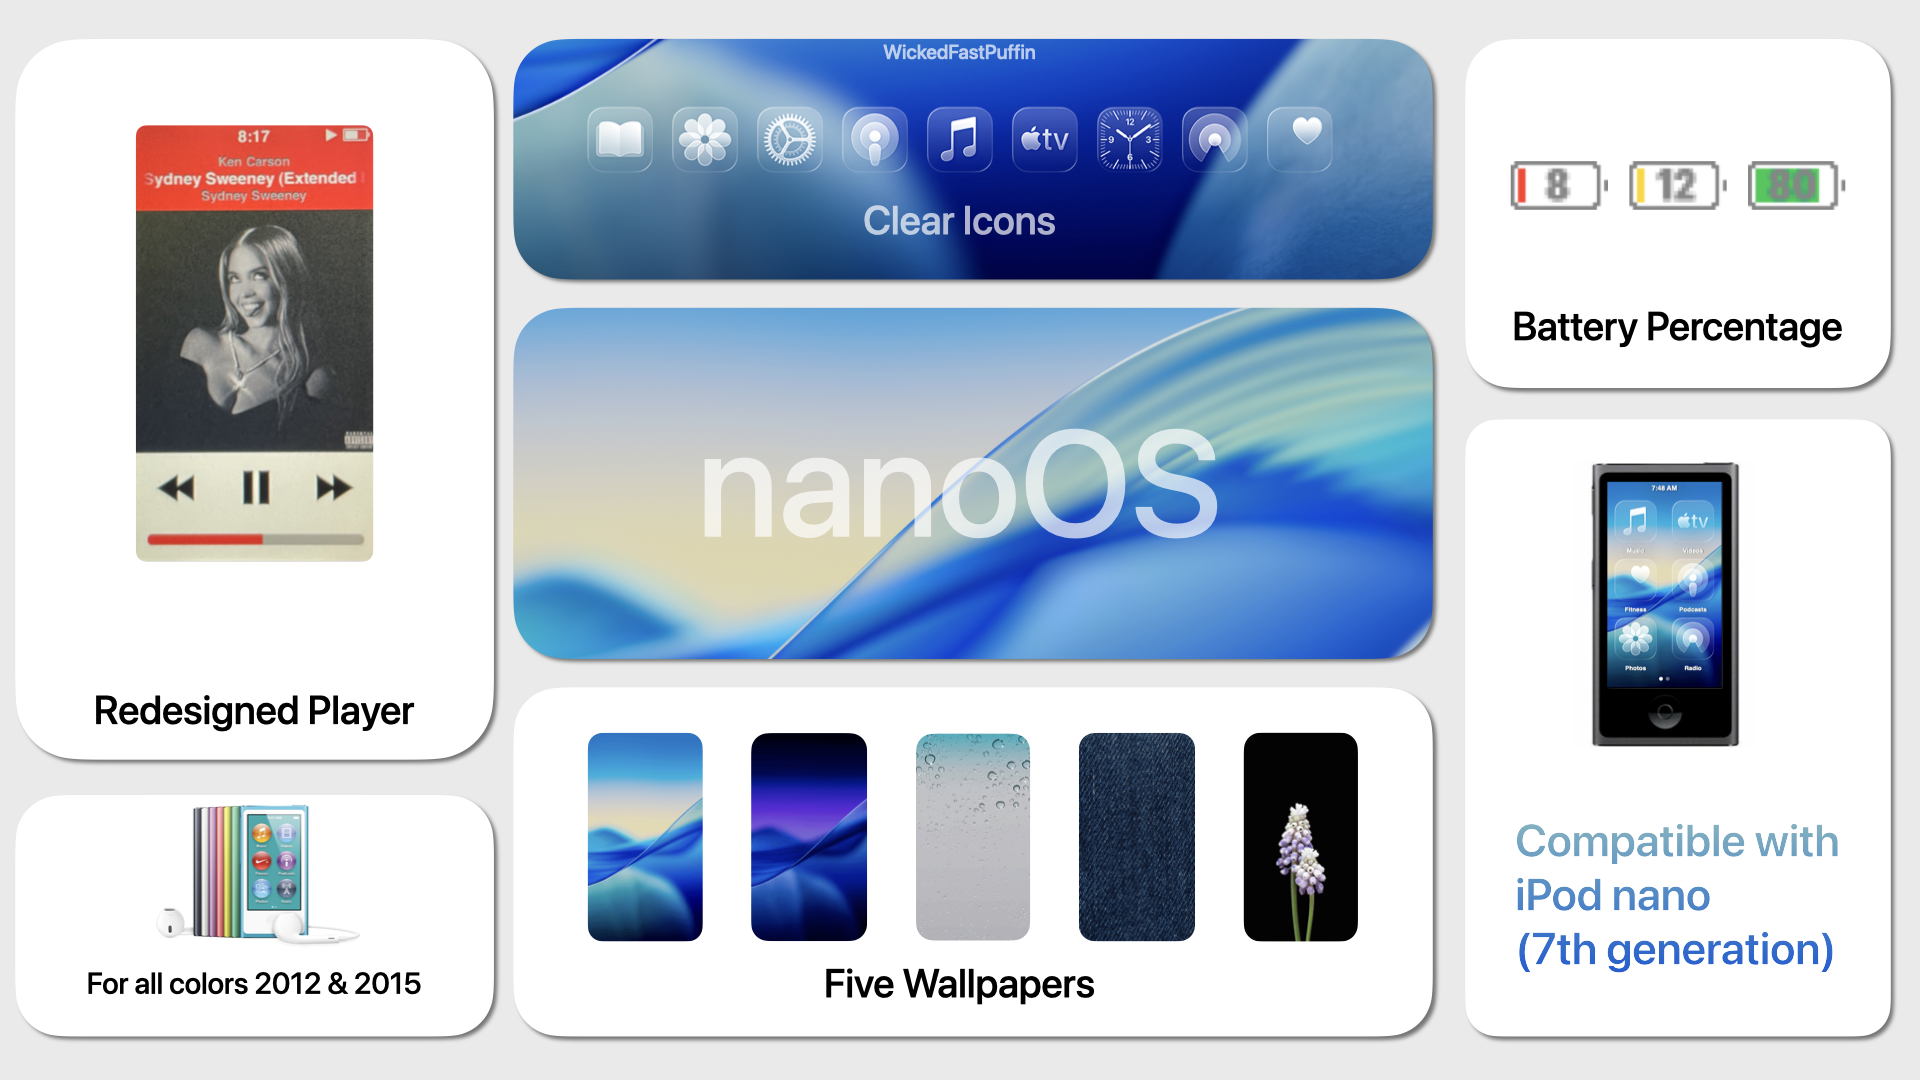 8:17
Ken Carson
Sydney Sweeney (Extended
Sydney Sweeney
Redesigned Player
For all colors 2012 & 2015
WickedFastPuffin
tv
12
3
6
9
Clear Icons
nanoOS
Five Wallpapers
8
12
80
Battery Percentage
7:48 AM
tv
Music
Videos
Fitness
Podcasts
Photos
Radio
Compatible with
iPod nano
(7th generation)